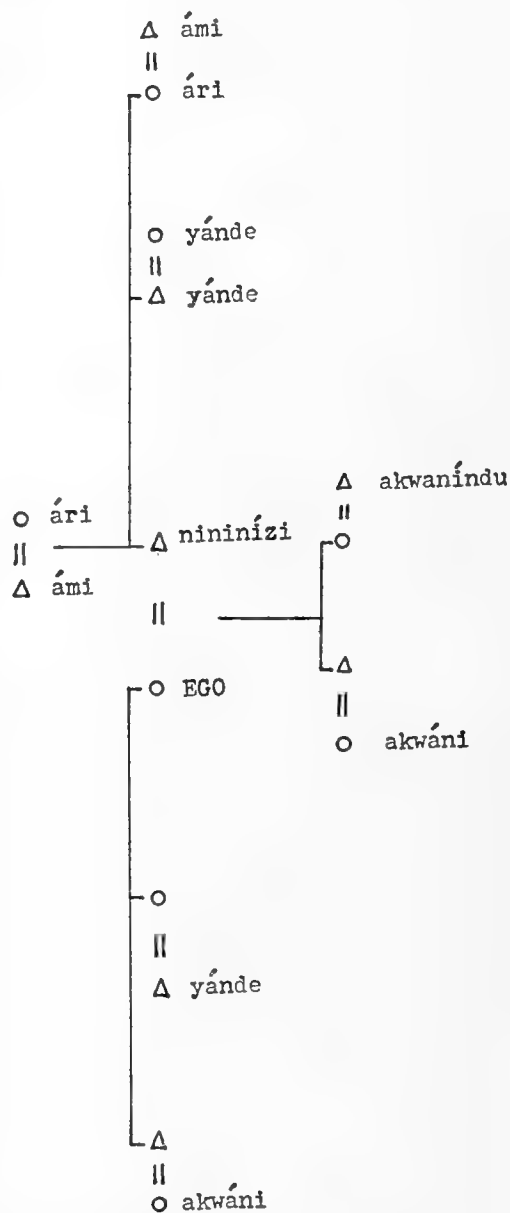 ámi
ári
yánde
yánde
akwaníndu
ári
nininízi
ámi
EGO
akwáni
yánde
akwáni